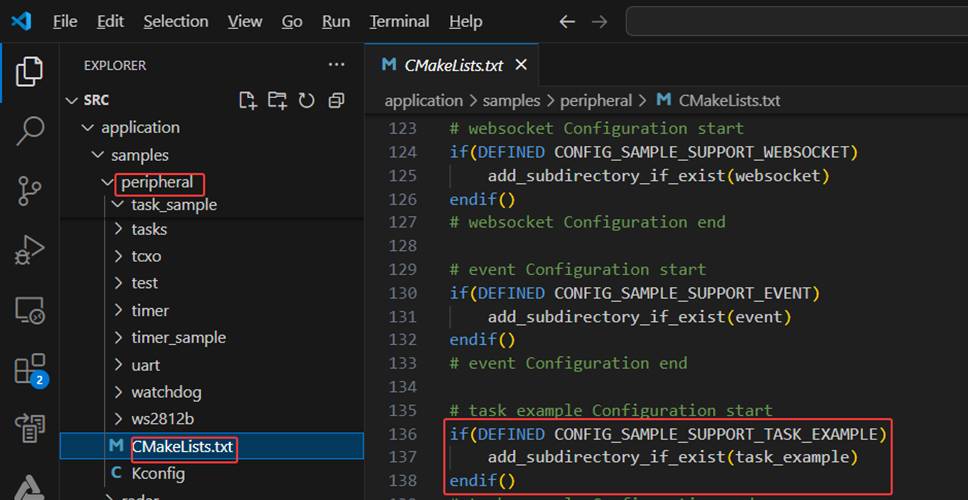 File Edit Selection View Go Run Terminal Help
EXPLORER
SRC
application
samples
peripheral
task_sample
tasks
tcxo
test
timer
timer_sample
uart
watchdog
ws2812b
M CMakeLists.txt
C Kconfig
2
M CMakeLists.txt
application > samples > peripheral > M CMakeLists.txt
123 # websocket Configuration start
124 if(DEFINED CONFIG_SAMPLE_SUPPORT_WEBSOCKET)
125 add_subdirectory_if_exist(websocket)
126 endif()
127 # websocket Configuration end
128
129 # event Configuration start
130 if(DEFINED CONFIG_SAMPLE_SUPPORT_EVENT)
131 add_subdirectory_if_exist(event)
132 endif()
133 # event Configuration end
134
135 # task example Configuration start
136 if(DEFINED CONFIG_SAMPLE_SUPPORT_TASK_EXAMPLE)
137 add_subdirectory_if_exist(task_example)
138 endif()